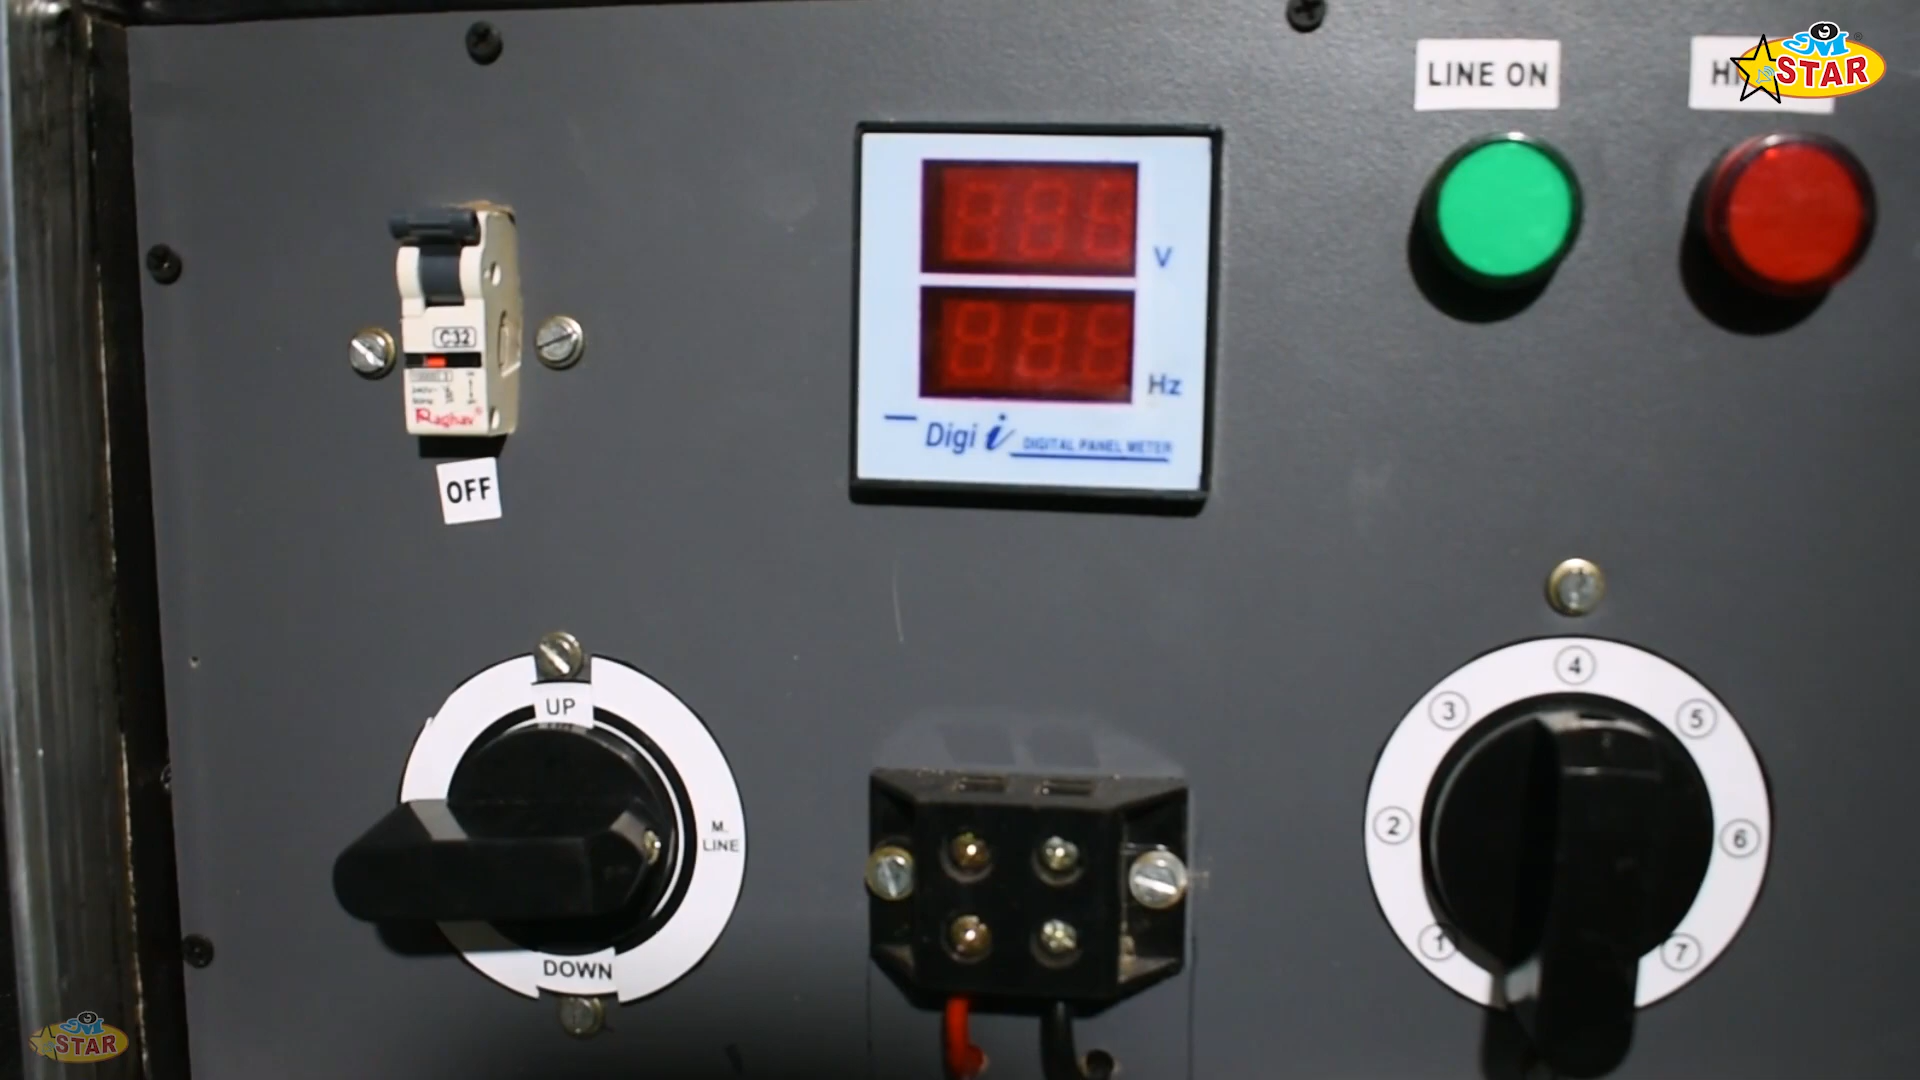 LINE ON
STAR
V
Hz
Digi i DIGITAL PANEL METER
C32
Raghav
OFF
UP
M.
LINE
DOWN
4
3
5
2
6
1
7
STAR